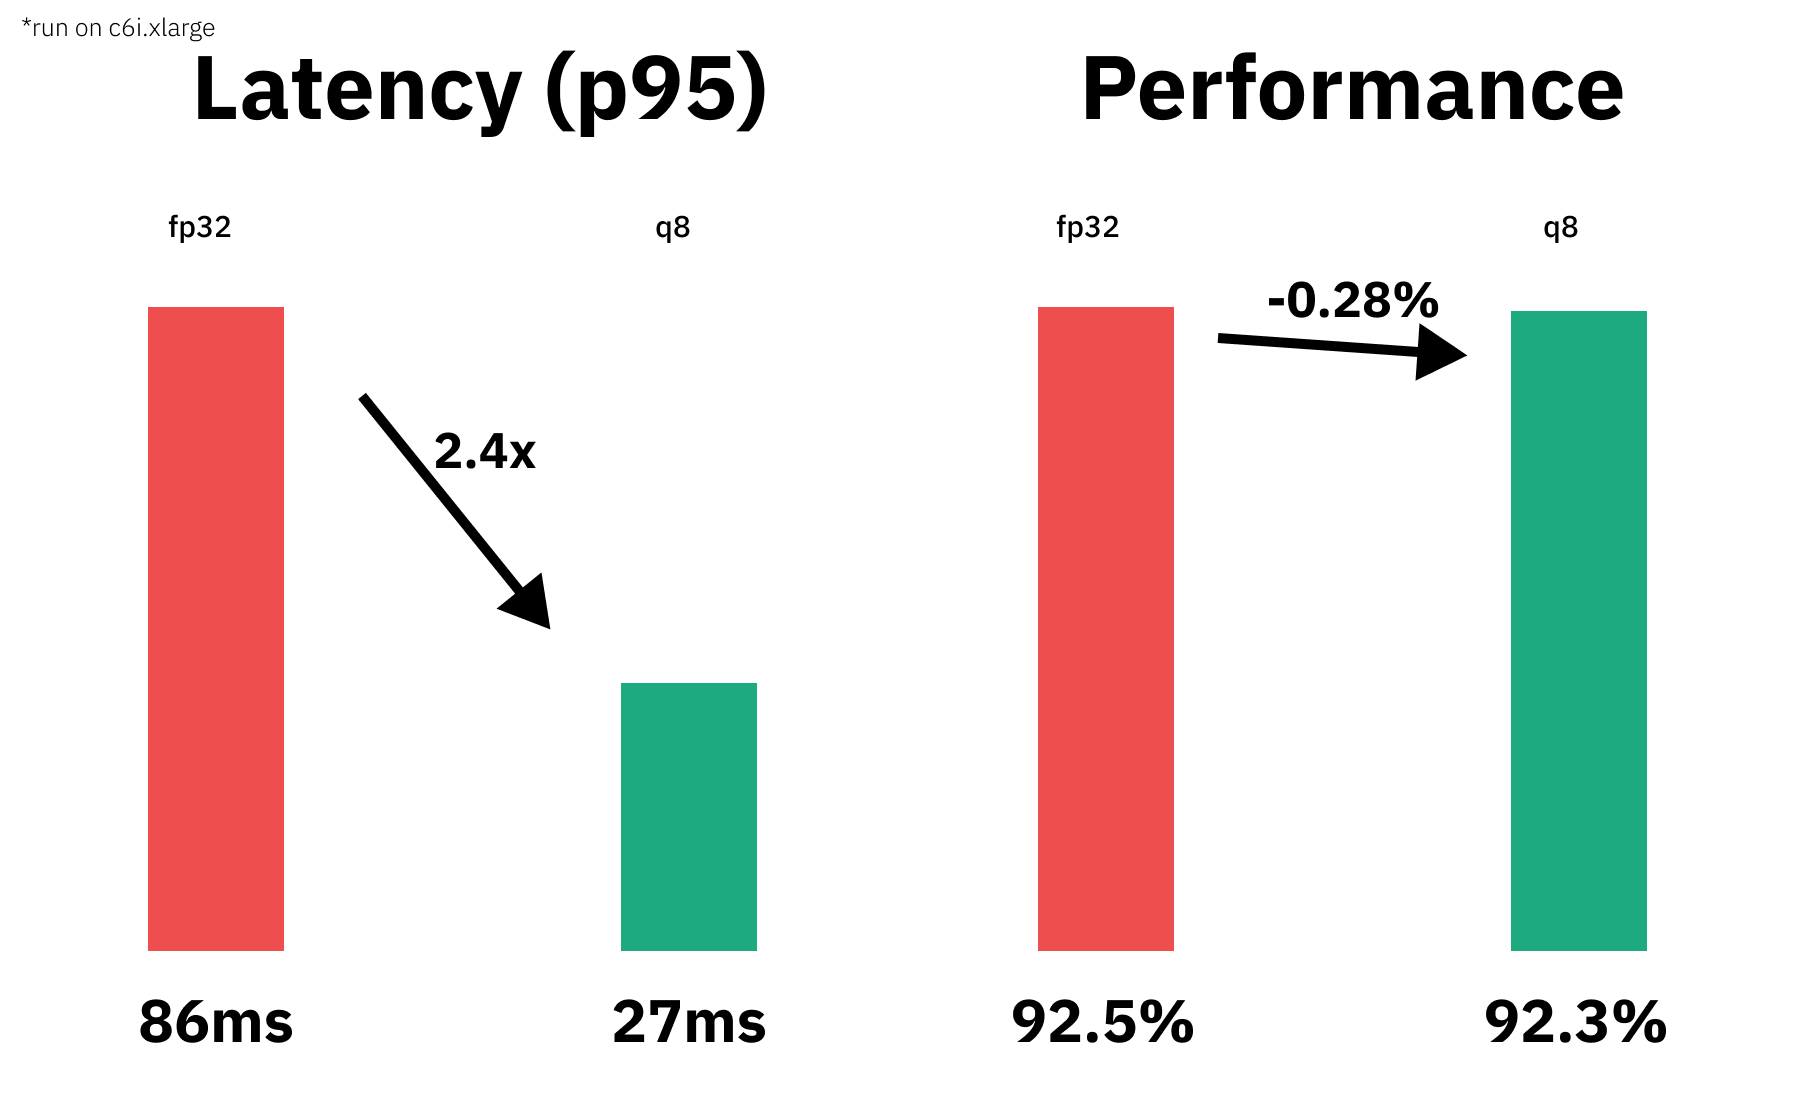 *run on c6i.xlarge
Latency (p95)
Performance
fp32
q8
fp32
q8
-0.28%
2.4x
86ms
27ms
92.5%
92.3%